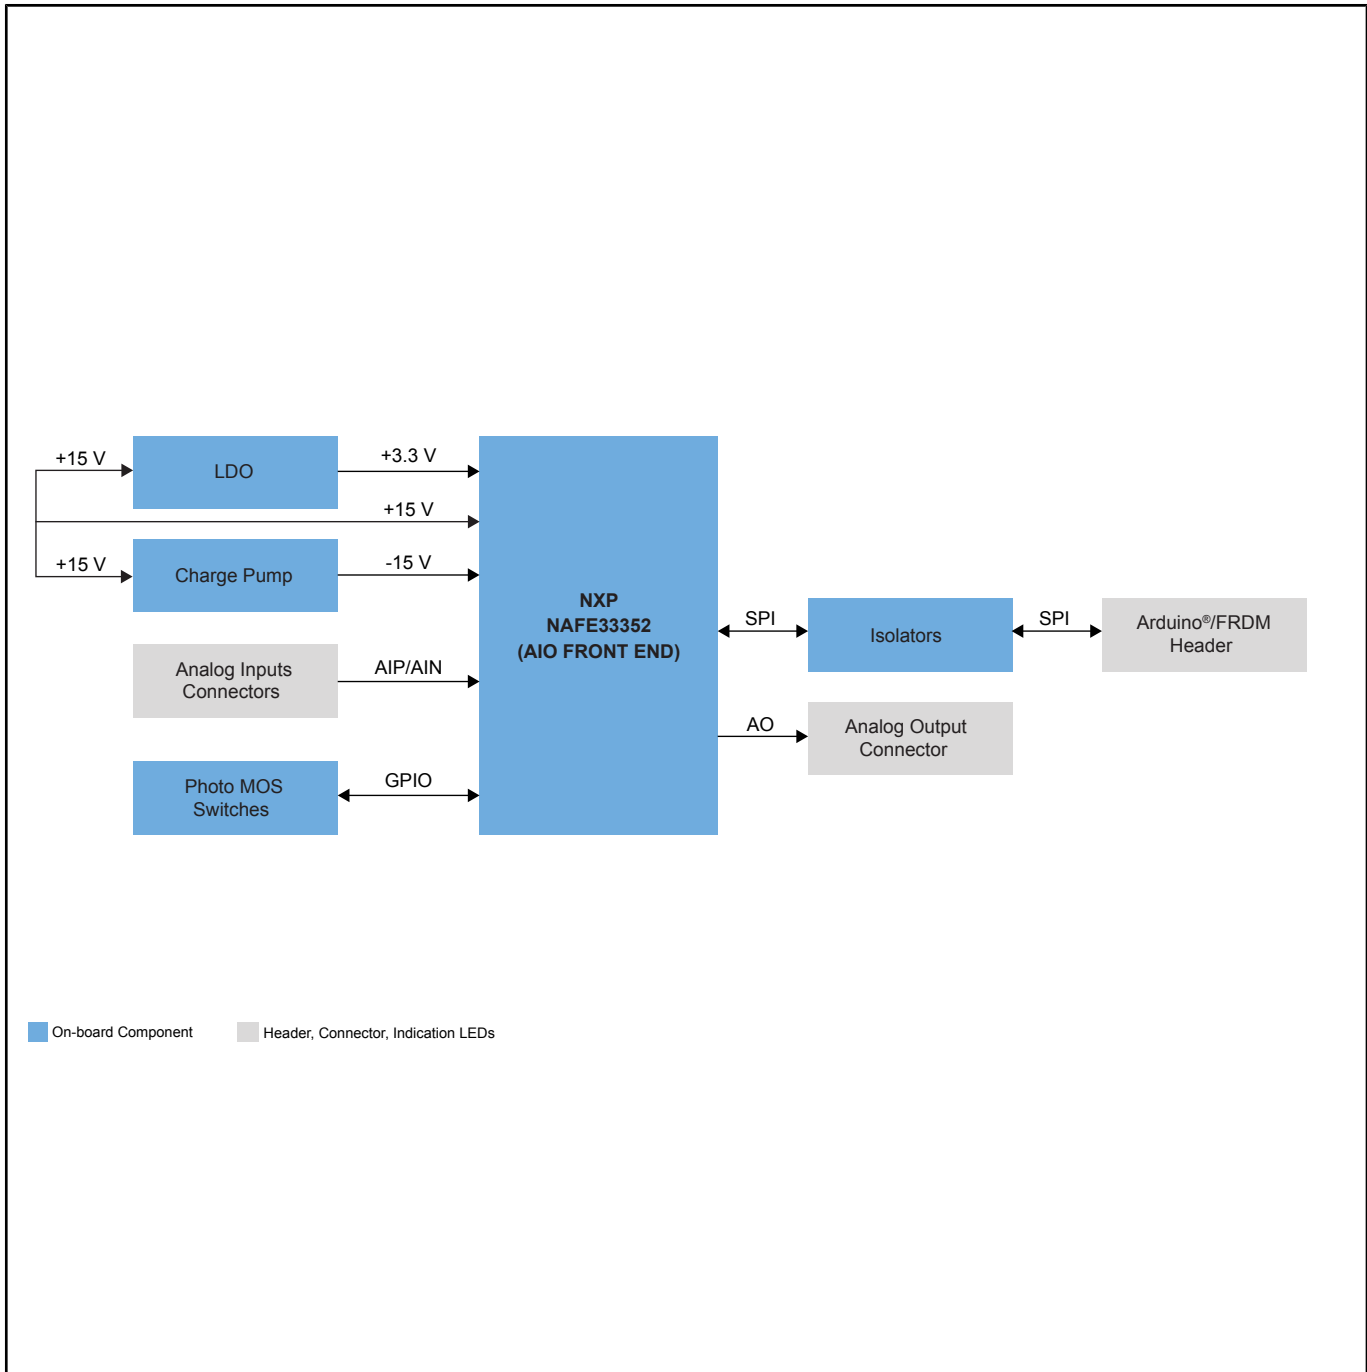 +15 V
LDO
+3.3 V
+15 V
+15 V
Charge Pump
-15 V
NXP
NAFE33352
(AIO FRONT END)
Analog Inputs
Connectors
AIP/AIN
Photo MOS
Switches
GPIO
SPI
Isolators
SPI
Arduino®/FRDM
Header
AO
Analog Output
Connector
On-board Component
Header, Connector, Indication LEDs